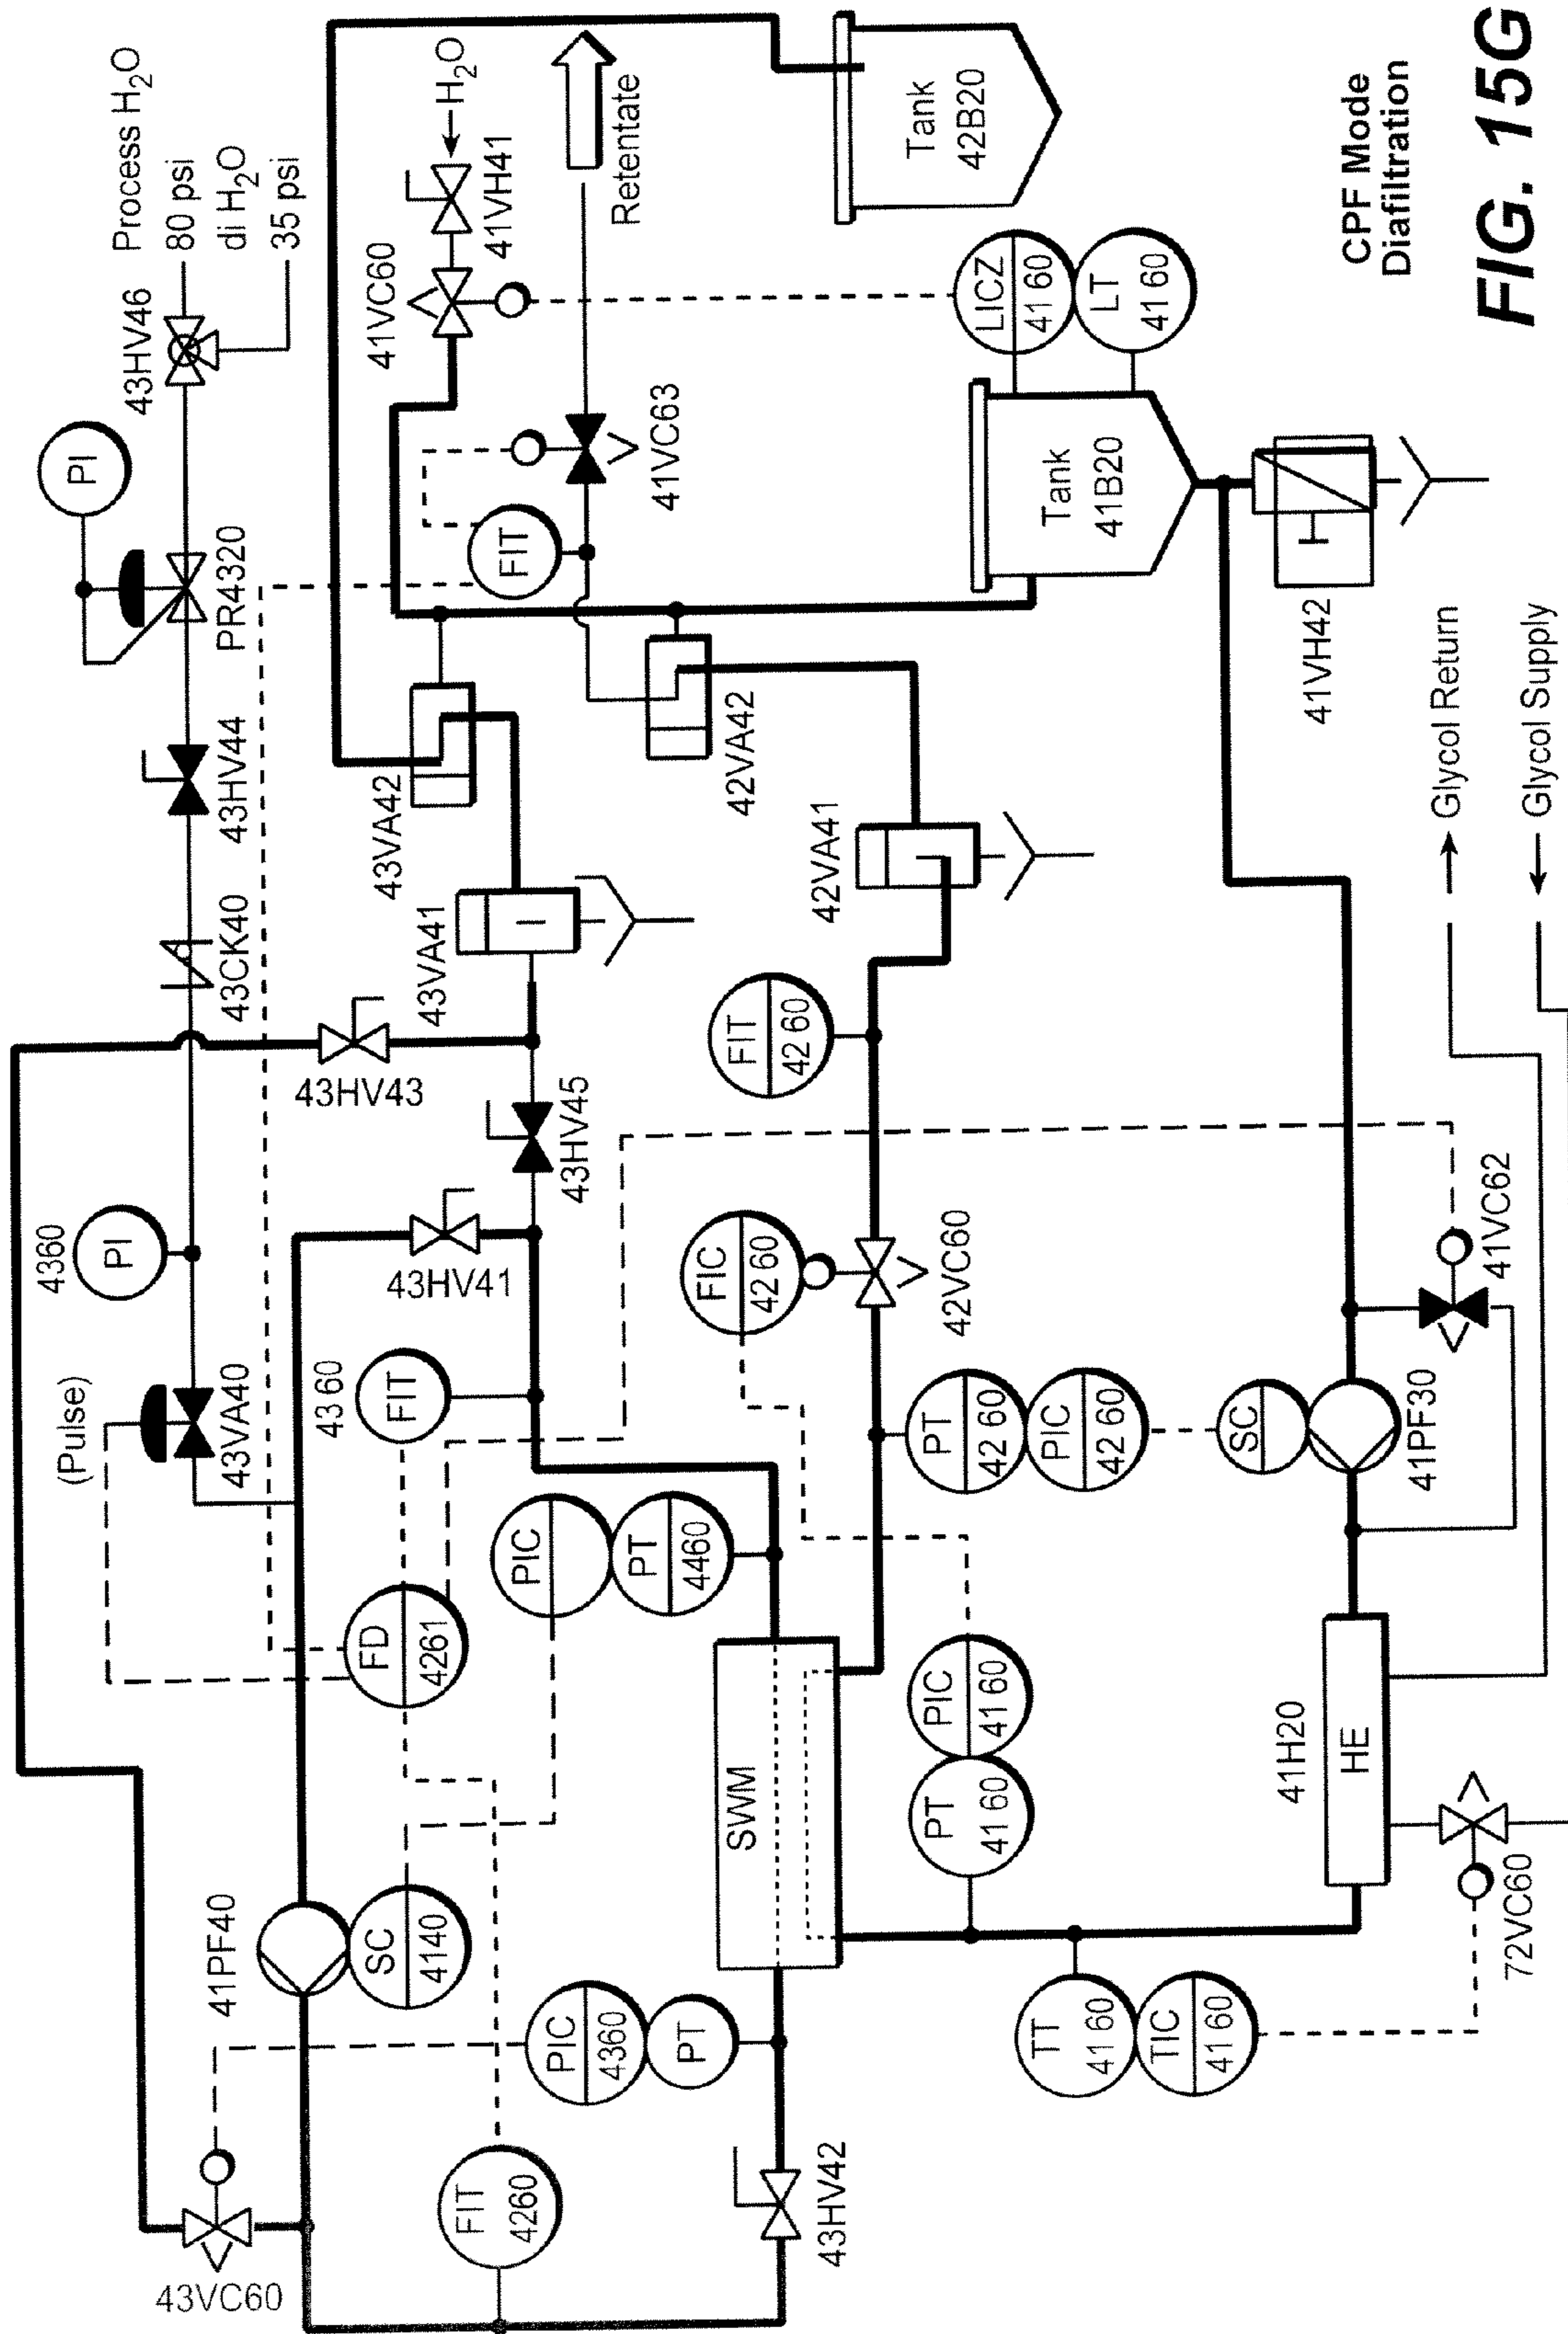 Process H2O
80 psi
di H2O
35 psi
43HV46
PI
PR4320
43HV44
43CK40
4360
PI
(Pulse)
43VA40
H2O
41VH41
41VC60
Retentate
41VC63
FIT
Tank
42B20
LICZ
41 60
LT
41 60
Tank
41B20
41VH42
43VA42
42VA42
43VA41
42VA41
43HV43
43HV45
43HV41
FIT
42 60
FIC
42 60
42VC60
43 60
FIT
FD
4261
PIC
PT
4460
PT
42 60
PIC
42 60
SC
41PF30
41VC62
Glycol Return
Glycol Supply
SWM
PIC
41 60
PT
41 60
41H20
HE
72VC60
TT
41 60
TIC
41 60
41PF40
SC
4140
PIC
4360
PT
FIT
4260
43HV42
43VC60
CPF Mode
Diafiltration
FIG. 15G